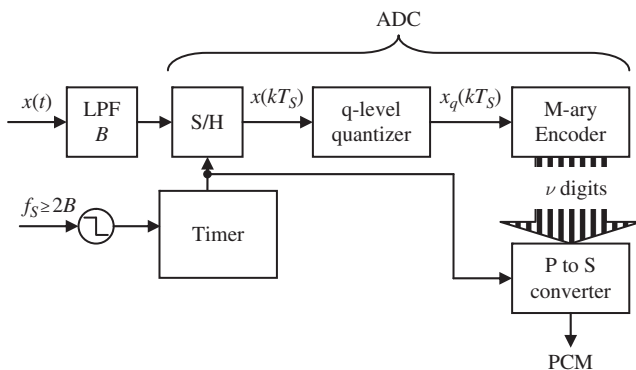 ADC
x(t)
LPF
B
S/H
x(kT_S)
q-level
quantizer
x_q(kT_S)
M-ary
Encoder
ν digits
f_S≥2B
Timer
P to S
converter
PCM